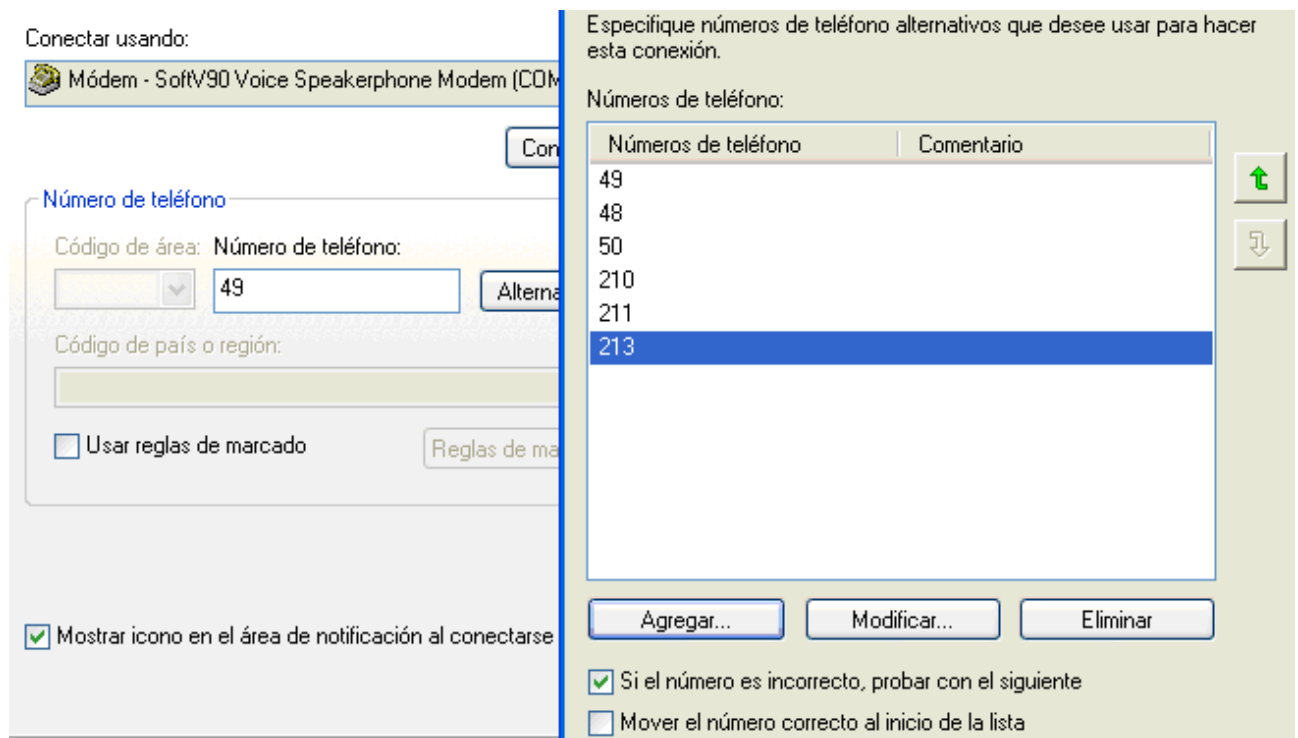 Conectar usando:
Módem - SoftV90 Voice Speakerphone Modem (COM
Con
Número de teléfono
Código de área: Número de teléfono:
49
Alterna
Código de país o región:
Usar reglas de marcado
Reglas de ma
Mostrar icono en el área de notificación al conectarse
Especifique números de teléfono alternativos que desee usar para hacer
esta conexión.
Números de teléfono:
Números de teléfono Comentario
49
48
50
210
211
213
Agregar... Modificar... Eliminar
Si el número es incorrecto, probar con el siguiente
Mover el número correcto al inicio de la lista